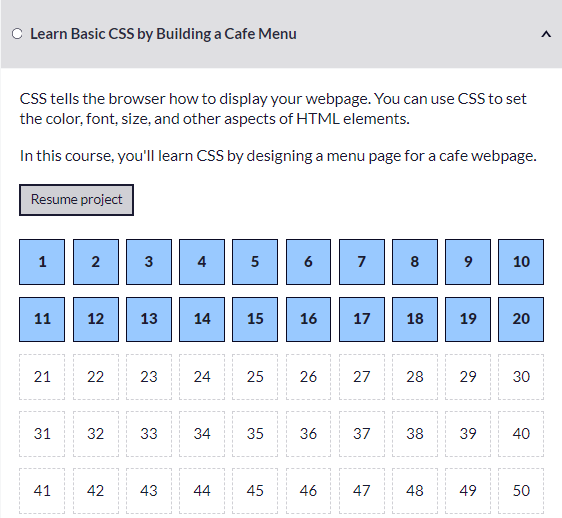 Learn Basic CSS by Building a Cafe Menu
CSS tells the browser how to display your webpage. You can use CSS to set
the color, font, size, and other aspects of HTML elements.
In this course, you'll learn CSS by designing a menu page for a cafe webpage.
Resume project
1 2 3 4 5 6 7 8 9 10
11 12 13 14 15 16 17 18 19 20
21 22 23 24 25 26 27 28 29 30
31 32 33 34 35 36 37 38 39 40
41 42 43 44 45 46 47 48 49 50